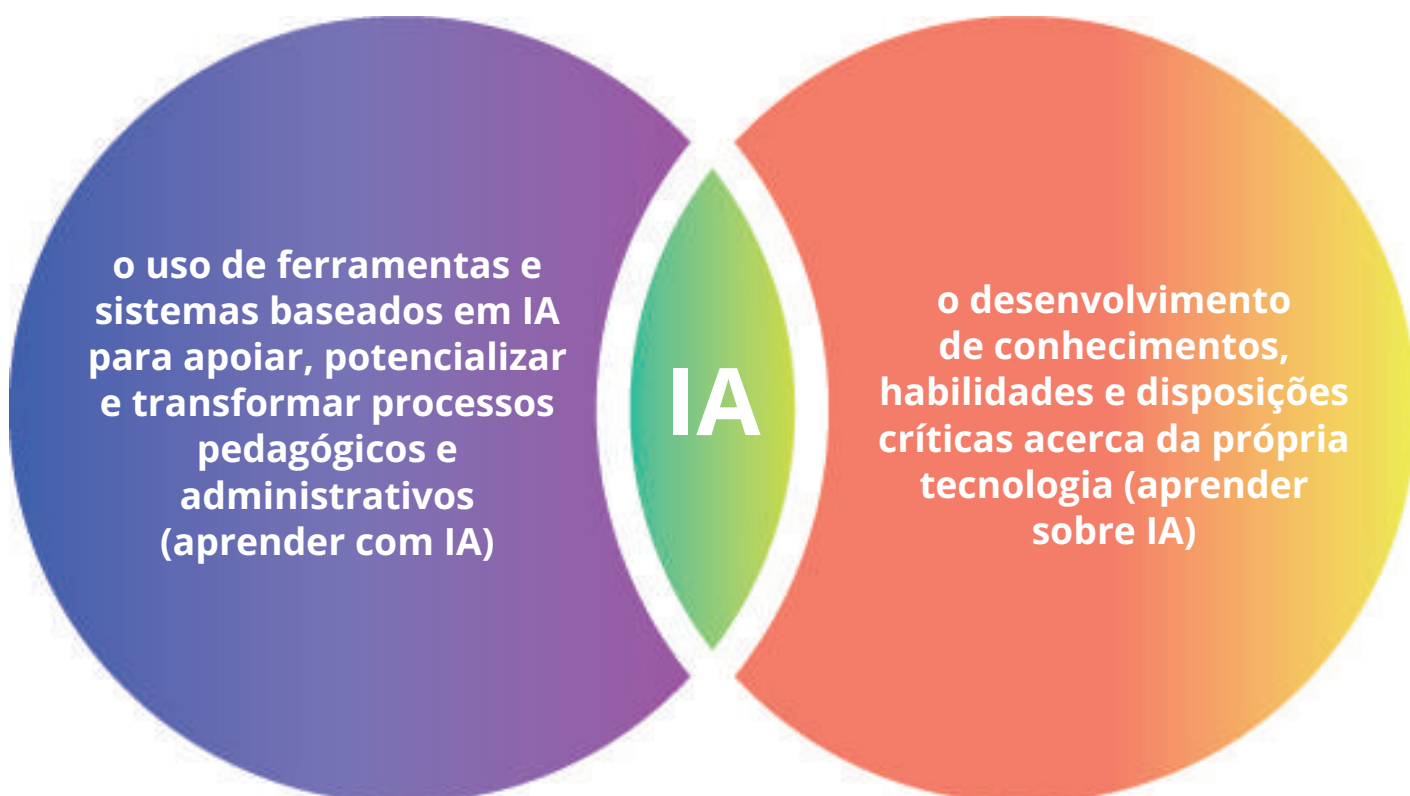 o uso de ferramentas e
sistemas baseados em IA
para apoiar, potencializar
e transformar processos
pedagógicos e
administrativos
(aprender com IA)
IA
o desenvolvimento
de conhecimentos,
habilidades e disposições
críticas acerca da própria
tecnologia (aprender
sobre IA)